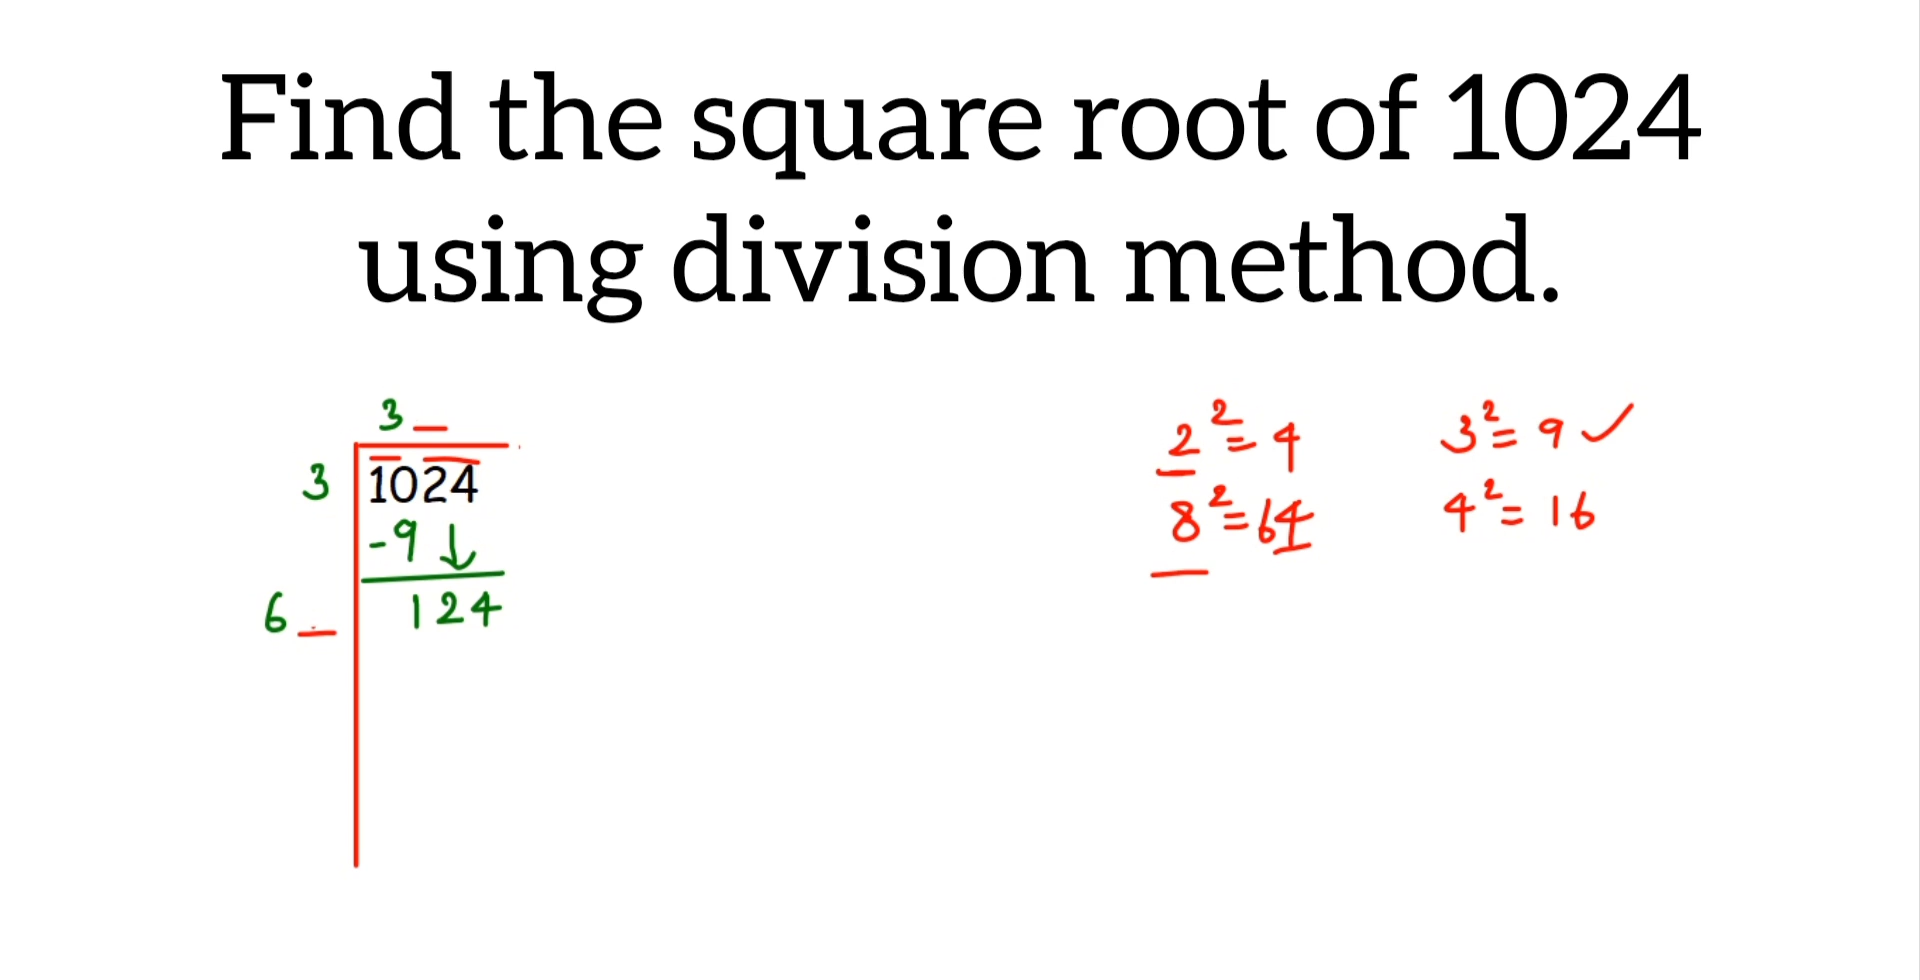 Find the square root of 1024
using division method.
3 _
3 1024
-9 ↓
6 _ 124
2² = 4
8² = 64
3² = 9 ✓
4² = 16